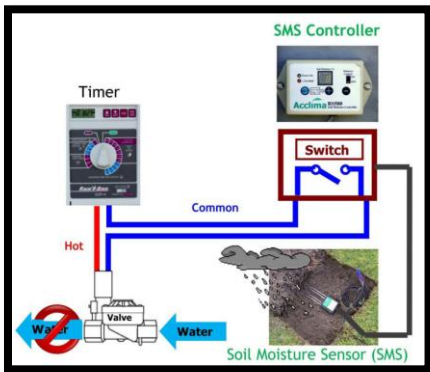 SMS Controller
Timer
Acclima
Switch
Common
Hot
Valve
Water
Water
Soil Moisture Sensor (SMS)